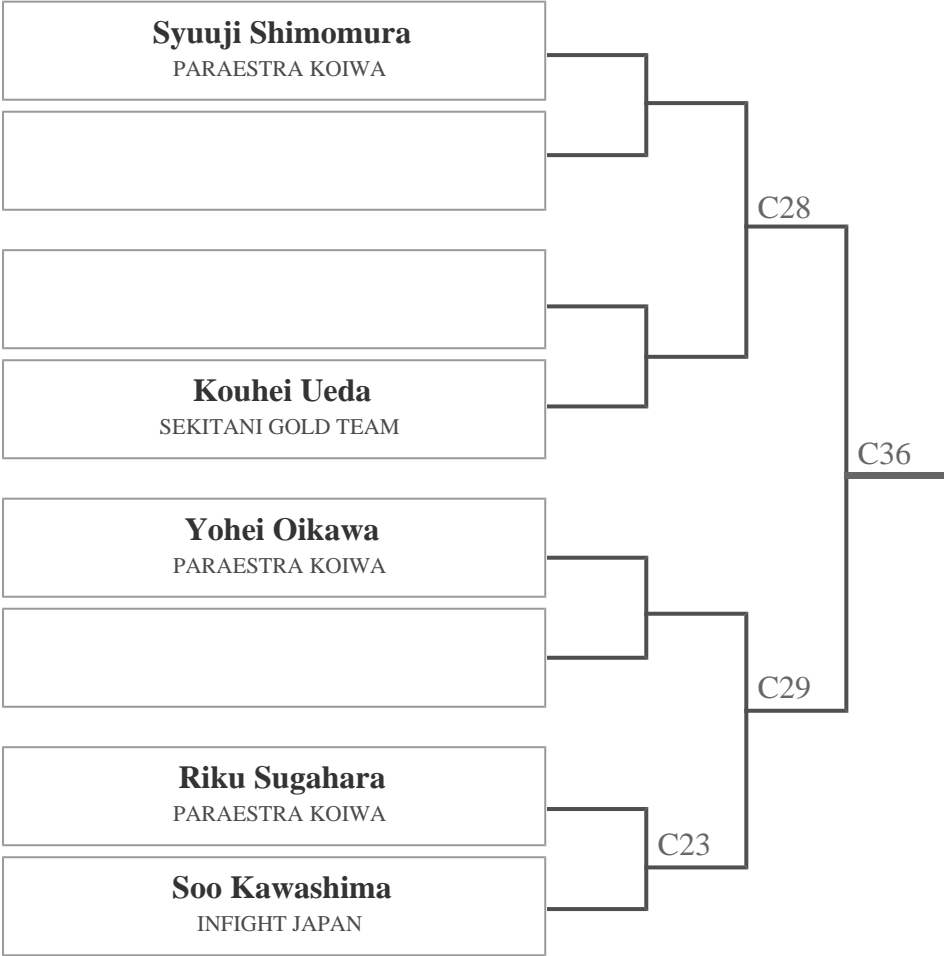 Syuuji Shimomura
PARAESTRA KOIWA
C28
Kouhei Ueda
SEKITANI GOLD TEAM
C36
Yohei Oikawa
PARAESTRA KOIWA
C29
Riku Sugahara
PARAESTRA KOIWA
C23
Soo Kawashima
INFIGHT JAPAN